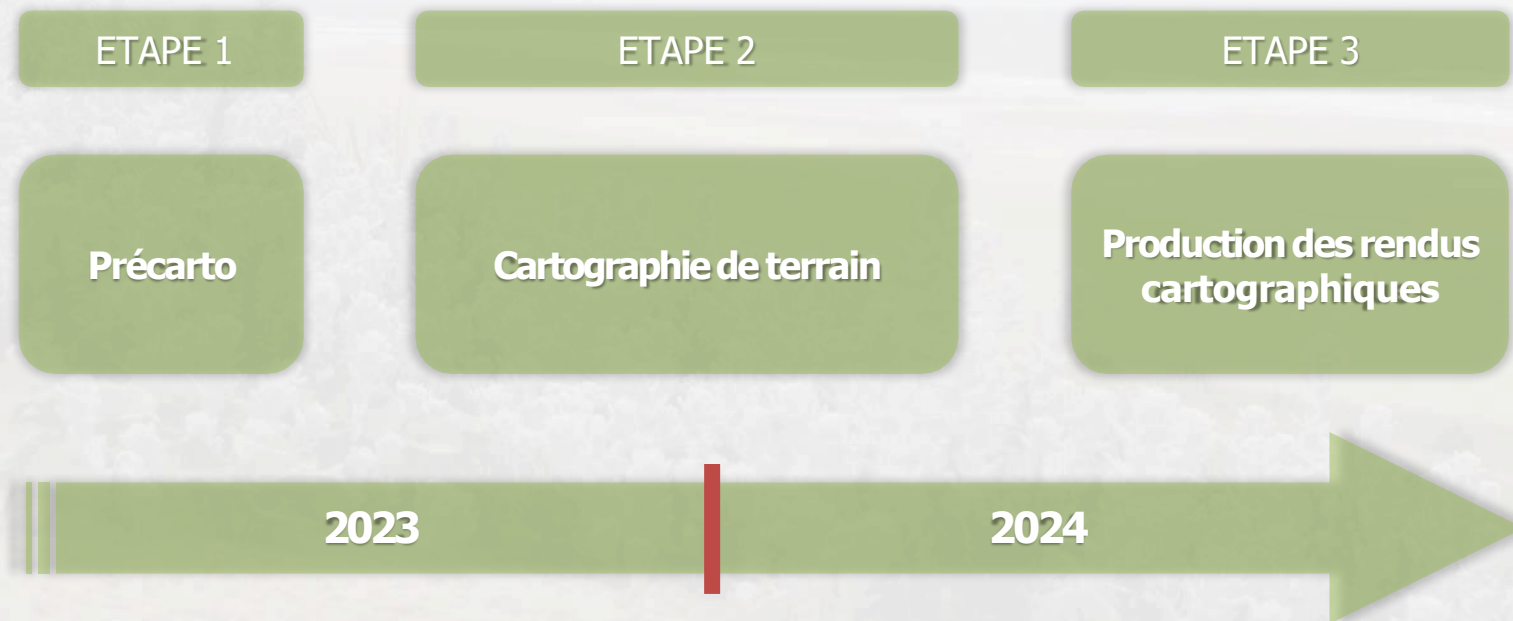 ETAPE 1
ETAPE 2
ETAPE 3
Précarto
Cartographie de terrain
Production des rendus
cartographiques
2023
2024